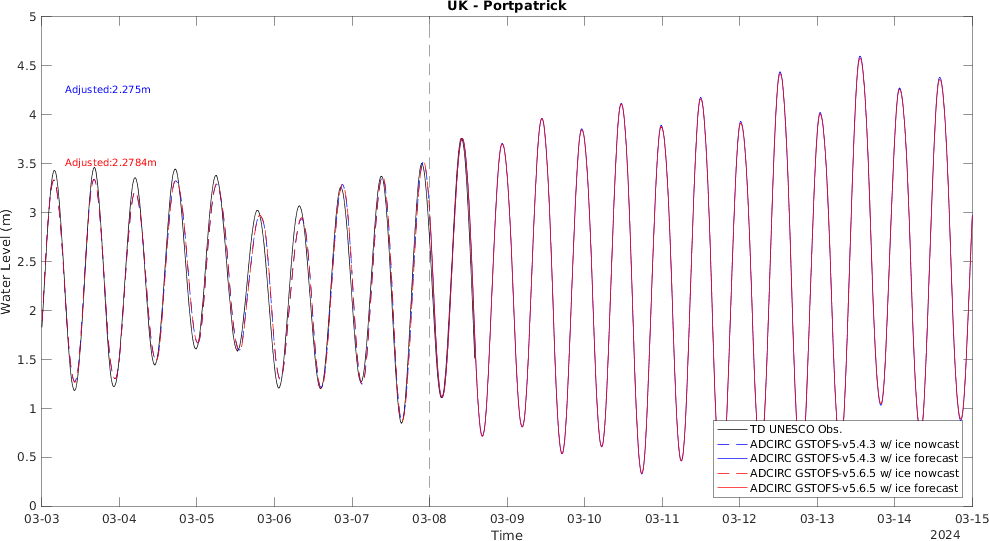 UK - Portpatrick
5
4.5
4
3.5
3
2.5
2
1.5
1
0.5
0
Water Level (m)
Adjusted:2.275m
Adjusted:2.2784m
TD UNESCO Obs.
ADCIRC GSTOFS-v5.4.3 w/ ice nowcast
ADCIRC GSTOFS-v5.4.3 w/ ice forecast
ADCIRC GSTOFS-v5.6.5 w/ ice nowcast
ADCIRC GSTOFS-v5.6.5 w/ ice forecast
03-03 03-04 03-05 03-06 03-07 03-08 03-09 03-10 03-11 03-12 03-13 03-14 03-15
Time
2024